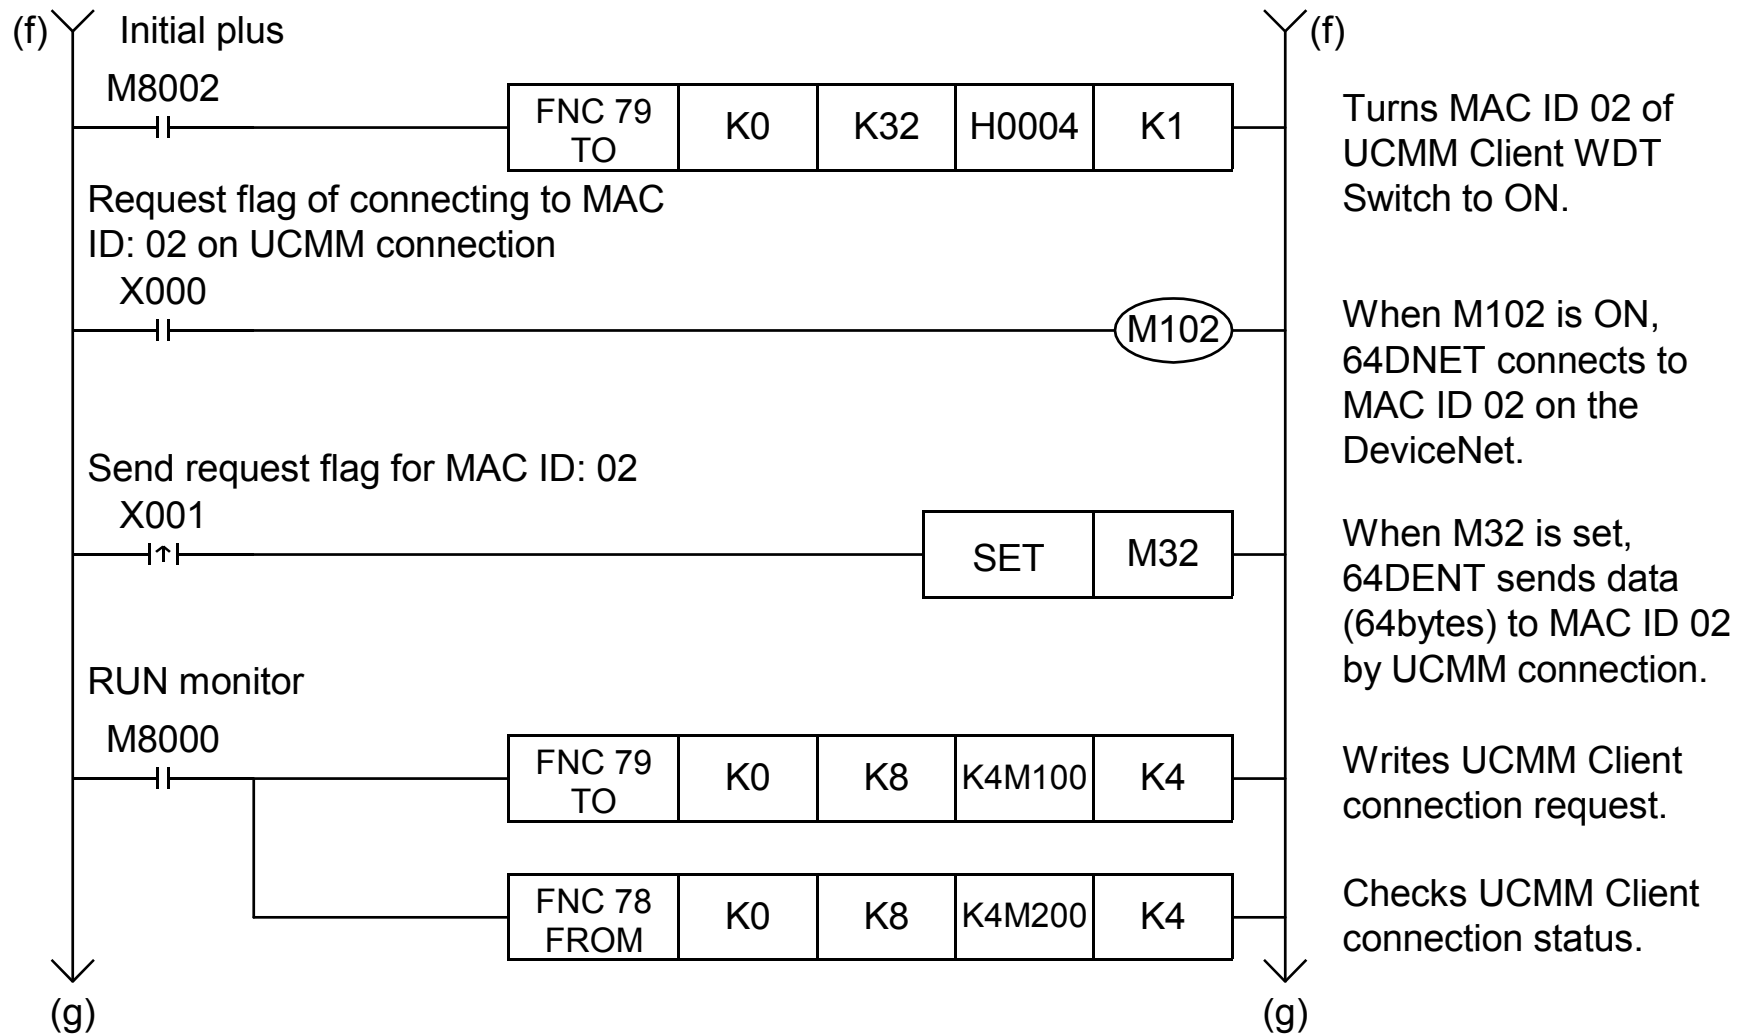 (f) Initial plus (f)
M8002
FNC 79 TO K0 K32 H0004 K1
Turns MAC ID 02 of
UCMM Client WDT
Switch to ON.
Request flag of connecting to MAC
ID: 02 on UCMM connection
X000
M102
When M102 is ON,
64DNET connects to
MAC ID 02 on the
DeviceNet.
Send request flag for MAC ID: 02
X001
SET M32
When M32 is set,
64DENT sends data
(64bytes) to MAC ID 02
by UCMM connection.
RUN monitor
M8000
FNC 79 TO K0 K8 K4M100 K4
Writes UCMM Client
connection request.
FNC 78 FROM K0 K8 K4M200 K4
Checks UCMM Client
connection status.
(g) (g)